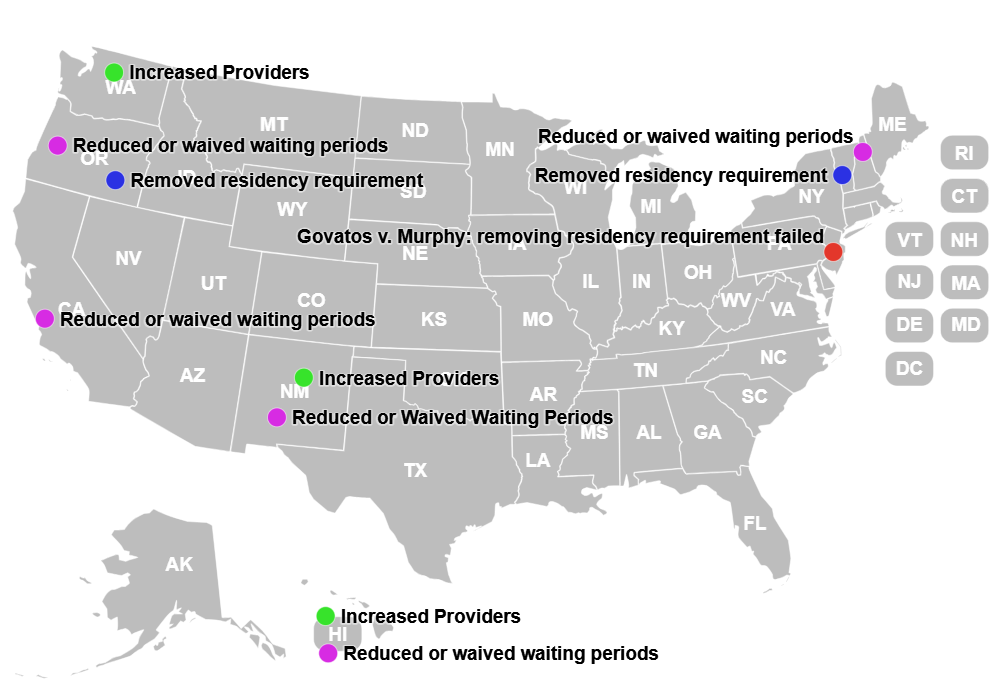 Increased Providers
WA
MT
ND
ME
MN
Reduced or waived waiting periods
Reduced or waived waiting periods
OR
RI
ID
Removed residency requirement
Removed residency requirement
SD
WI
NY
MI
CT
WY
Govatos v. Murphy: removing residency requirement failed
PA
IA
VT
NH
NV
NE
UT
IL
IN
OH
NJ
MA
CO
WV
VA
CA
Reduced or waived waiting periods
KS
MO
KY
DE
MD
NC
AZ
TN
DC
NM
Increased Providers
AR
SC
Reduced or Waived Waiting Periods
MS
AL
GA
LA
TX
FL
AK
Increased Providers
HI
Reduced or waived waiting periods